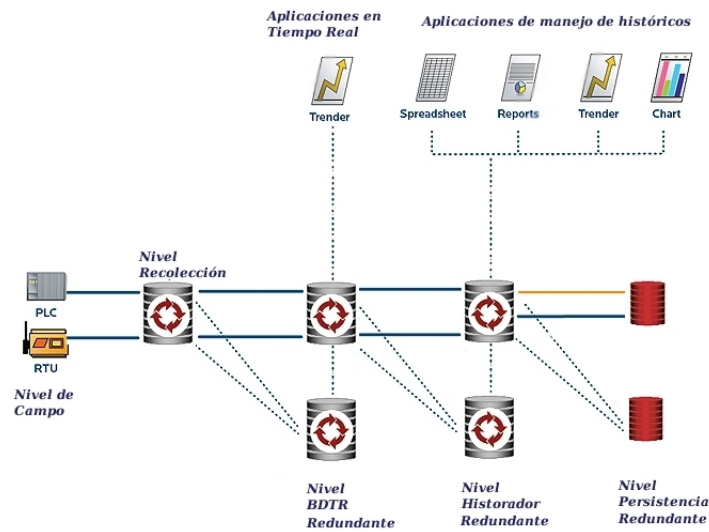 Aplicaciones en
Tiempo Real
Aplicaciones de manejo de históricos
Trender
Spreadsheet
Reports
Trender
Chart
Nivel
Recolección
PLC
RTU
Nivel de
Campo
Nivel
BDTR
Redundante
Nivel
Historador
Redundante
Nivel
Persistencia
Redundante